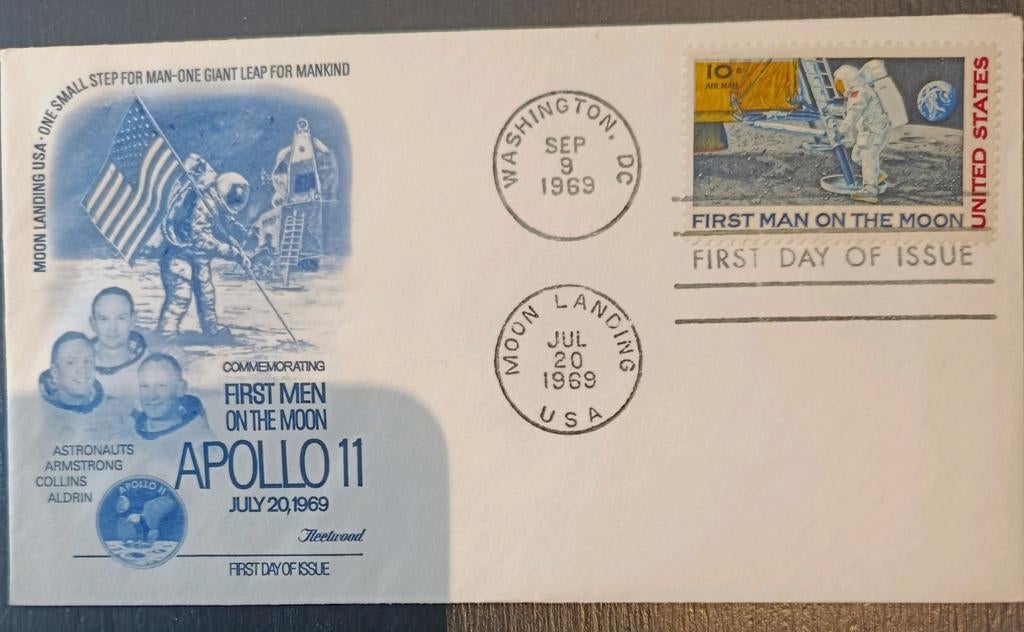 MOON LANDING USA · ONE SMALL STEP FOR MAN-ONE GIANT LEAP FOR MANKIND
COMMEMORATING
FIRST MEN
ON THE MOON
APOLLO 11
JULY 20, 1969
ASTRONAUTS
ARMSTRONG
COLLINS
ALDRIN
APOLLO 11
Fleetwood
FIRST DAY OF ISSUE
WASHINGTON, DC
SEP
9
1969
MOON LANDING
JUL
20
1969
USA
10c
AIR MAIL
UNITED STATES
FIRST MAN ON THE MOON
FIRST DAY OF ISSUE